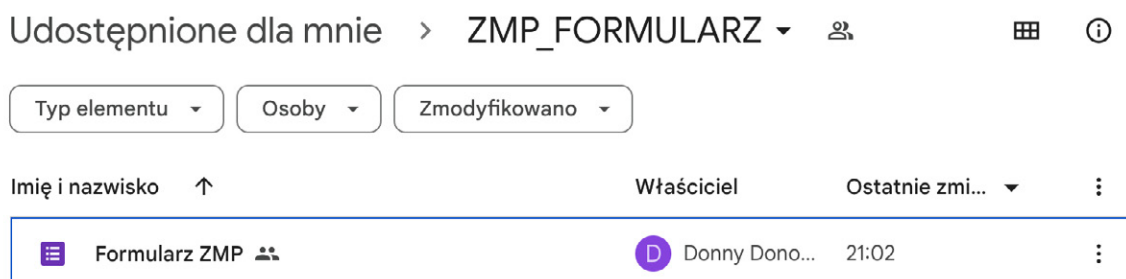 Udostępnione dla mnie > ZMP_FORMULARZ
Typ elementu Osoby Zmodyfikowano
Imię i nazwisko Właściciel Ostatnie zmi...
Formularz ZMP D Donny Dono... 21:02